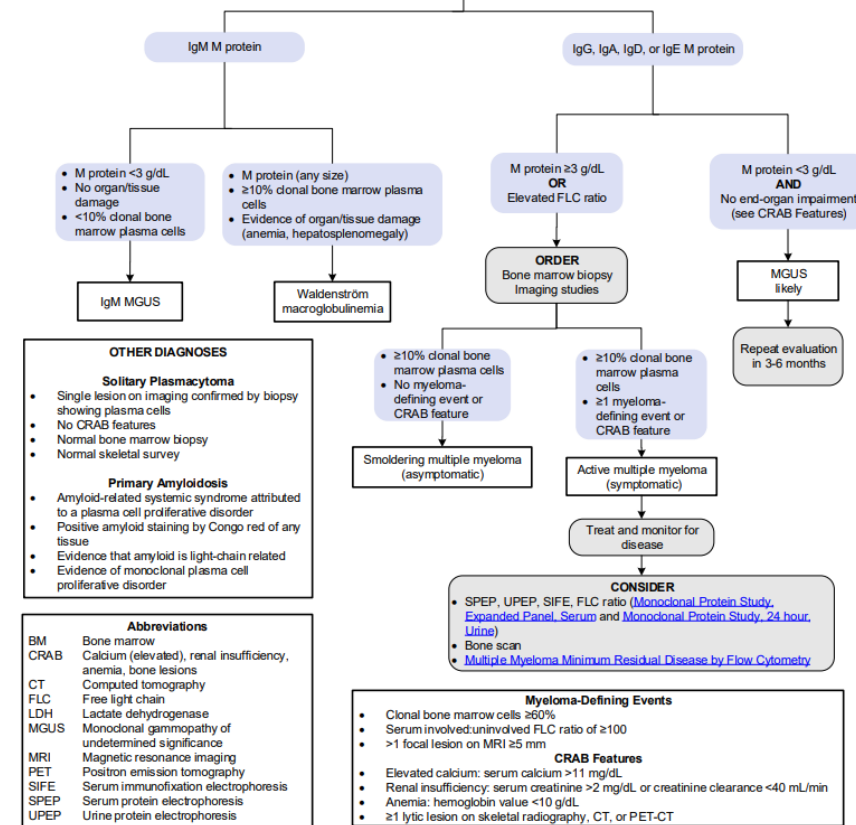 IgM M protein
IgG, IgA, IgD, or IgE M protein
• M protein <3 g/dL
• No organ/tissue
damage
• <10% clonal bone
marrow plasma cells
• M protein (any size)
• ≥10% clonal bone marrow plasma
cells
• Evidence of organ/tissue damage
(anemia, hepatosplenomegaly)
M protein ≥3 g/dL
OR
Elevated FLC ratio
M protein <3 g/dL
AND
No end-organ impairment
(see CRAB Features)
IgM MGUS
Waldenström
macroglobulinemia
ORDER
Bone marrow biopsy
Imaging studies
MGUS
likely
Repeat evaluation
in 3-6 months
• ≥10% clonal bone
marrow plasma cells
• No myeloma-
defining event or
CRAB feature
• ≥10% clonal bone
marrow plasma
cells
• ≥1 myeloma-
defining event or
CRAB feature
Smoldering multiple myeloma
(asymptomatic)
Active multiple myeloma
(symptomatic)
Treat and monitor for
disease
CONSIDER
• SPEP, UPEP, SIFE, FLC ratio (Monoclonal Protein Study,
Expanded Panel, Serum and Monoclonal Protein Study, 24 hour,
Urine)
• Bone scan
• Multiple Myeloma Minimum Residual Disease by Flow Cytometry
OTHER DIAGNOSES
Solitary Plasmacytoma
• Single lesion on imaging confirmed by biopsy
showing plasma cells
• No CRAB features
• Normal bone marrow biopsy
• Normal skeletal survey
Primary Amyloidosis
• Amyloid-related systemic syndrome attributed
to a plasma cell proliferative disorder
• Positive amyloid staining by Congo red of any
tissue
• Evidence that amyloid is light-chain related
• Evidence of monoclonal plasma cell
proliferative disorder
Abbreviations
BM Bone marrow
CRAB Calcium (elevated), renal insufficiency,
anemia, bone lesions
CT Computed tomography
FLC Free light chain
LDH Lactate dehydrogenase
MGUS Monoclonal gammopathy of
undetermined significance
MRI Magnetic resonance imaging
PET Positron emission tomography
SIFE Serum immunofixation electrophoresis
SPEP Serum protein electrophoresis
UPEP Urine protein electrophoresis
Myeloma-Defining Events
• Clonal bone marrow cells ≥60%
• Serum involved:uninvolved FLC ratio of ≥100
• >1 focal lesion on MRI ≥5 mm
CRAB Features
• Elevated calcium: serum calcium >11 mg/dL
• Renal insufficiency: serum creatinine >2 mg/dL or creatinine clearance <40 mL/min
• Anemia: hemoglobin value <10 g/dL
• ≥1 lytic lesion on skeletal radiography, CT, or PET-CT